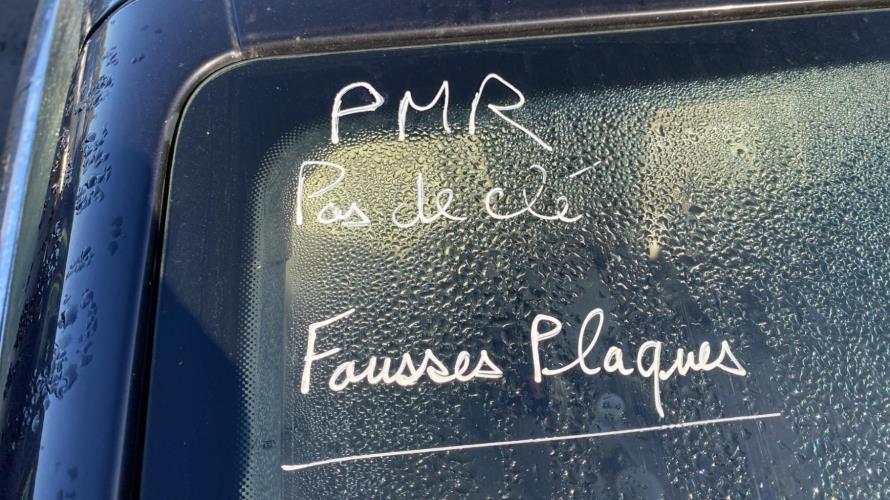 PMR
Pas de clé
Fausses Plaques